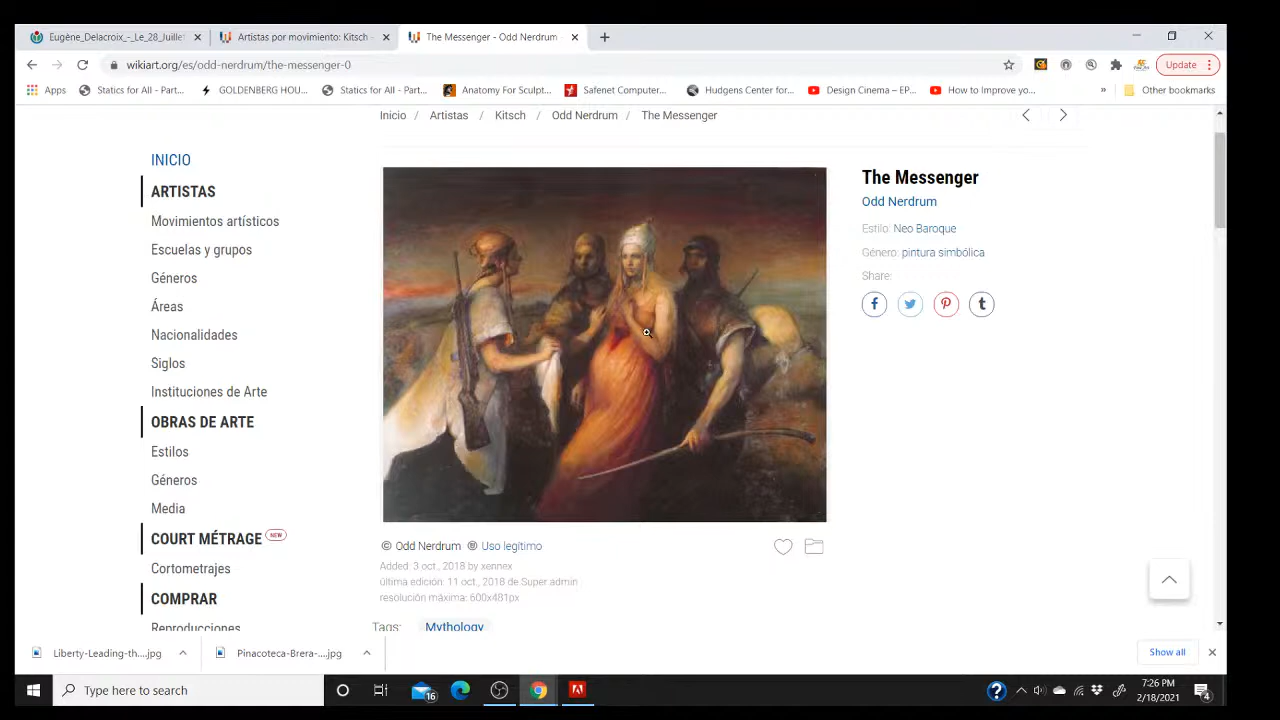 Eugène_Delacroix_-_Le_28_Juillet
Artistas por movimiento: Kitsch -
The Messenger - Odd Nerdrum -
wikiart.org/es/odd-nerdrum/the-messenger-0
Update
Apps
Statics for All - Part...
GOLDENBERG HOU...
Statics for All - Part...
Anatomy For Sculpt...
Safenet Computer...
Hudgens Center for...
Design Cinema – EP...
How to Improve yo...
»
Other bookmarks
Inicio / Artistas / Kitsch / Odd Nerdrum / The Messenger
INICIO
ARTISTAS
Movimientos artísticos
Escuelas y grupos
Géneros
Áreas
Nacionalidades
Siglos
Instituciones de Arte
OBRAS DE ARTE
Estilos
Géneros
Media
COURT MÉTRAGE NEW
Cortometrajes
COMPRAR
Reproducciones
The Messenger
Odd Nerdrum
Estilo: Neo Baroque
Género: pintura simbólica
Share:
© Odd Nerdrum Uso legítimo
Added: 3 oct., 2018 by xennex
última edición: 11 oct., 2018 de Super admin
resolución máxima: 600x481px
Tags: Mythology
Liberty-Leading-th....jpg
Pinacoteca-Brera-....jpg
Show all
Type here to search
16
7:26 PM
2/18/2021
4